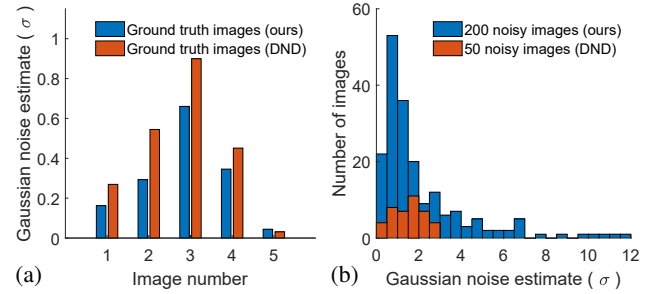 Gaussian noise estimate ( σ )
1
0.8
0.6
0.4
0.2
0
Ground truth images (ours)
Ground truth images (DND)
1 2 3 4 5
Image number
(a)
Number of images
60
40
20
0
200 noisy images (ours)
50 noisy images (DND)
0 2 4 6 8 10 12
Gaussian noise estimate ( σ )
(b)